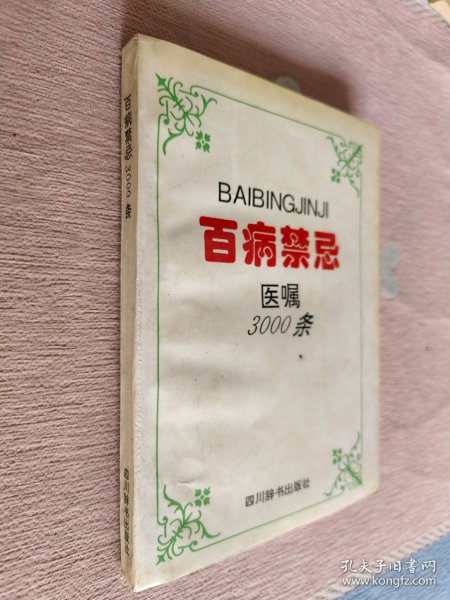 百病禁忌3000条
四川辞书出版社
BAIBINGJINJI
百病禁忌
医嘱
3000条
四川辞书出版社
孔夫子旧书网
www.kongfz.com